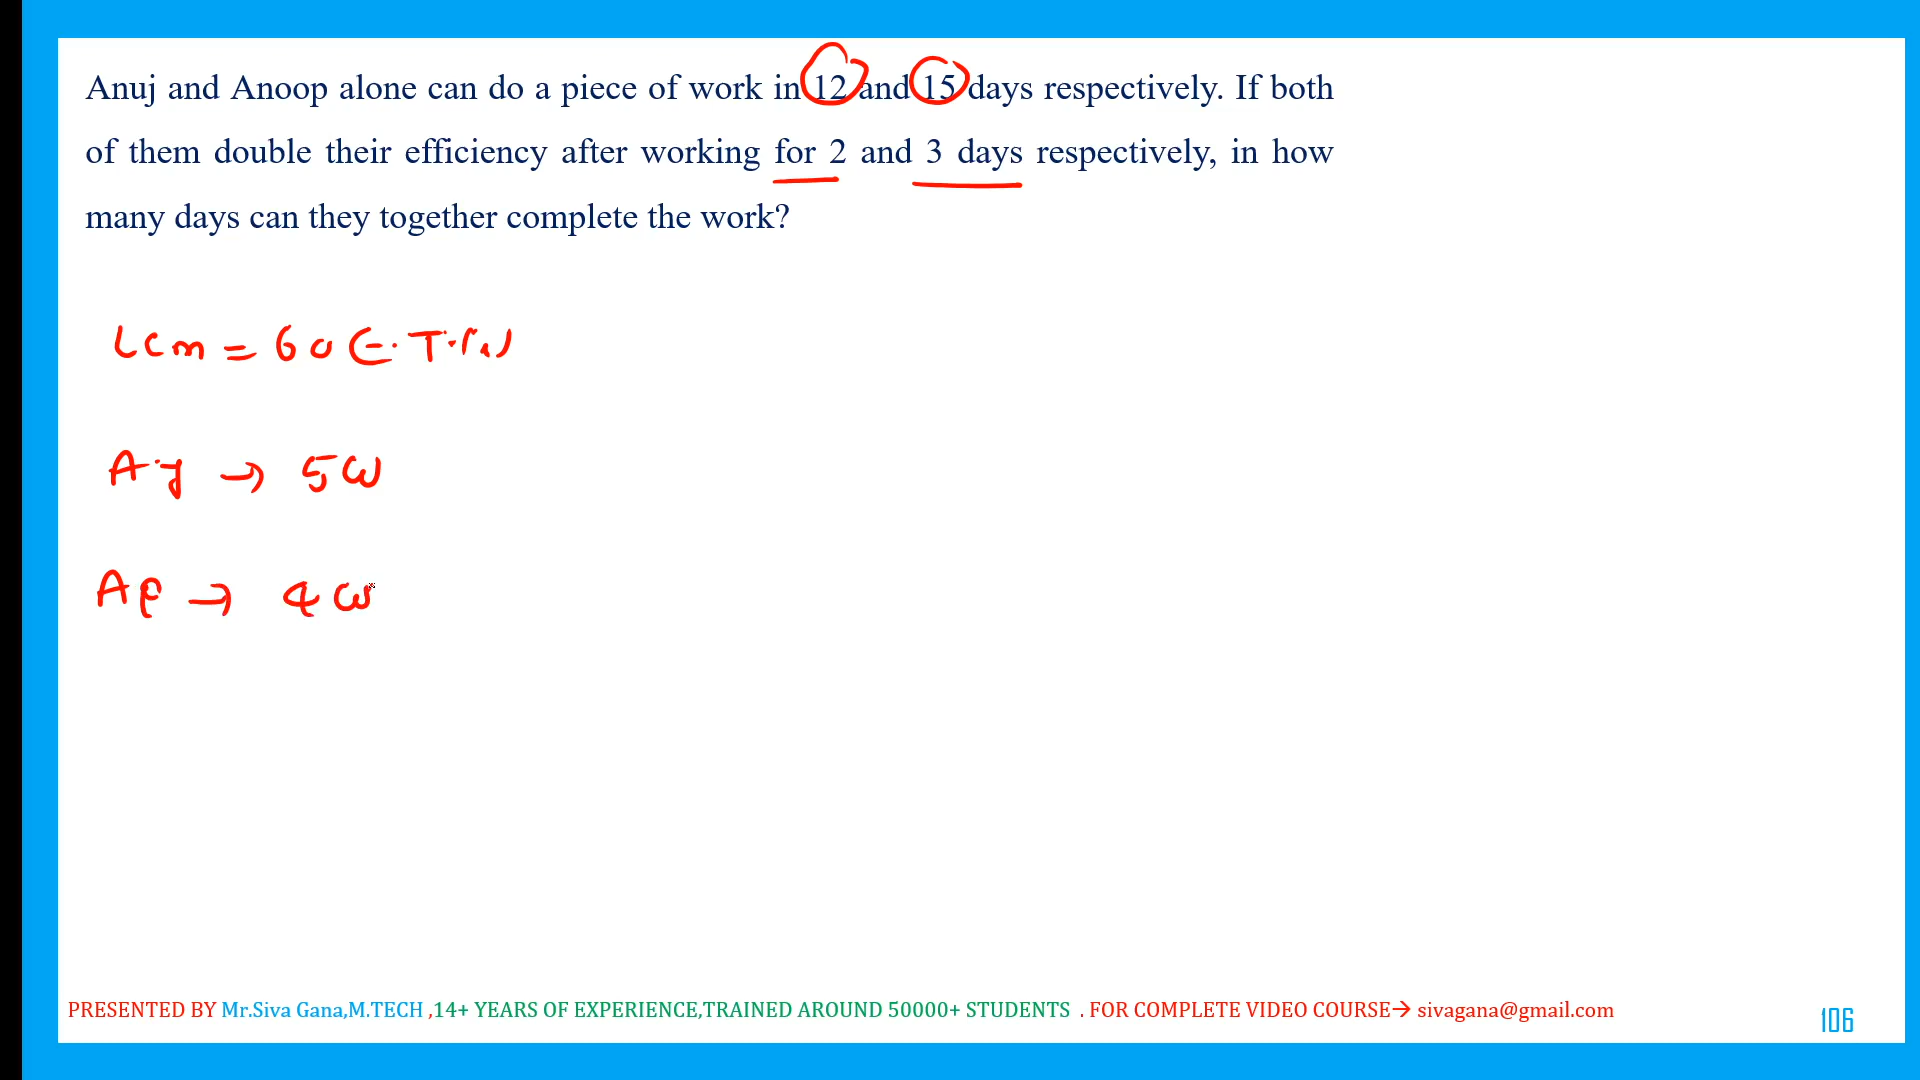 Anuj and Anoop alone can do a piece of work in 12 and 15 days respectively. If both
of them double their efficiency after working for 2 and 3 days respectively, in how
many days can they together complete the work?
LCM = 60 ← T.W
A.j → 5W
AP → 4W
PRESENTED BY Mr.Siva Gana,M.TECH ,14+ YEARS OF EXPERIENCE,TRAINED AROUND 50000+ STUDENTS . FOR COMPLETE VIDEO COURSE→ sivagana@gmail.com
106